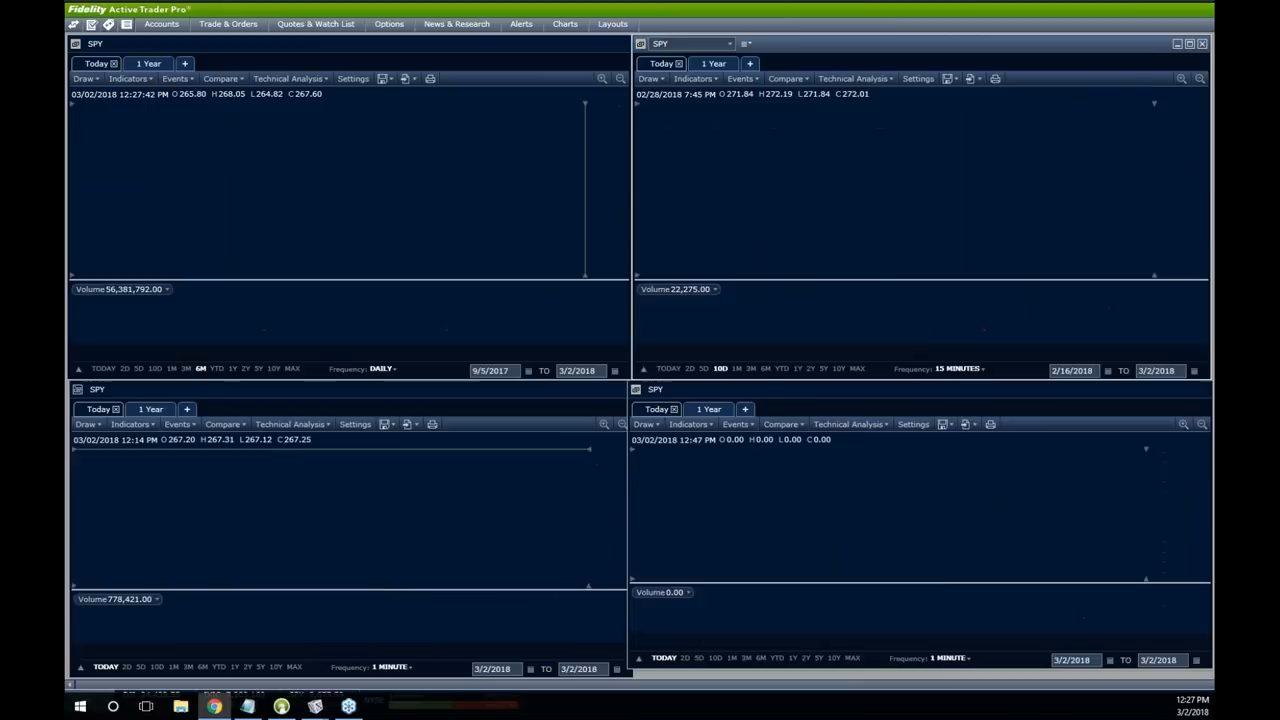 Fidelity Active Trader Pro®
Accounts Trade & Orders Quotes & Watch List Options News & Research Alerts Charts Layouts
SPY
Today 1 Year +
Draw Indicators Events Compare Technical Analysis Settings
03/02/2018 12:27:42 PM O 265.80 H 268.05 L 264.82 C 267.60
Volume 56,381,792.00
TODAY 2D 5D 10D 1M 3M 6M YTD 1Y 2Y 5Y 10Y MAX Frequency: DAILY 9/5/2017 TO 3/2/2018
SPY
Today 1 Year +
Draw Indicators Events Compare Technical Analysis Settings
02/28/2018 7:45 PM O 271.84 H 272.19 L 271.84 C 272.01
Volume 22,275.00
TODAY 2D 5D 10D 1M 3M 6M YTD 1Y 2Y 5Y 10Y MAX Frequency: 15 MINUTES 2/16/2018 TO 3/2/2018
SPY
Today 1 Year +
Draw Indicators Events Compare Technical Analysis Settings
03/02/2018 12:14 PM O 267.20 H 267.31 L 267.12 C 267.25
Volume 778,421.00
TODAY 2D 5D 10D 1M 3M 6M YTD 1Y 2Y 5Y 10Y MAX Frequency: 1 MINUTE 3/2/2018 TO 3/2/2018
SPY
Today 1 Year +
Draw Indicators Events Compare Technical Analysis Settings
03/02/2018 12:47 PM O 0.00 H 0.00 L 0.00 C 0.00
Volume 0.00
TODAY 2D 5D 10D 1M 3M 6M YTD 1Y 2Y 5Y 10Y MAX Frequency: 1 MINUTE 3/2/2018 TO 3/2/2018
12:27 PM
3/2/2018